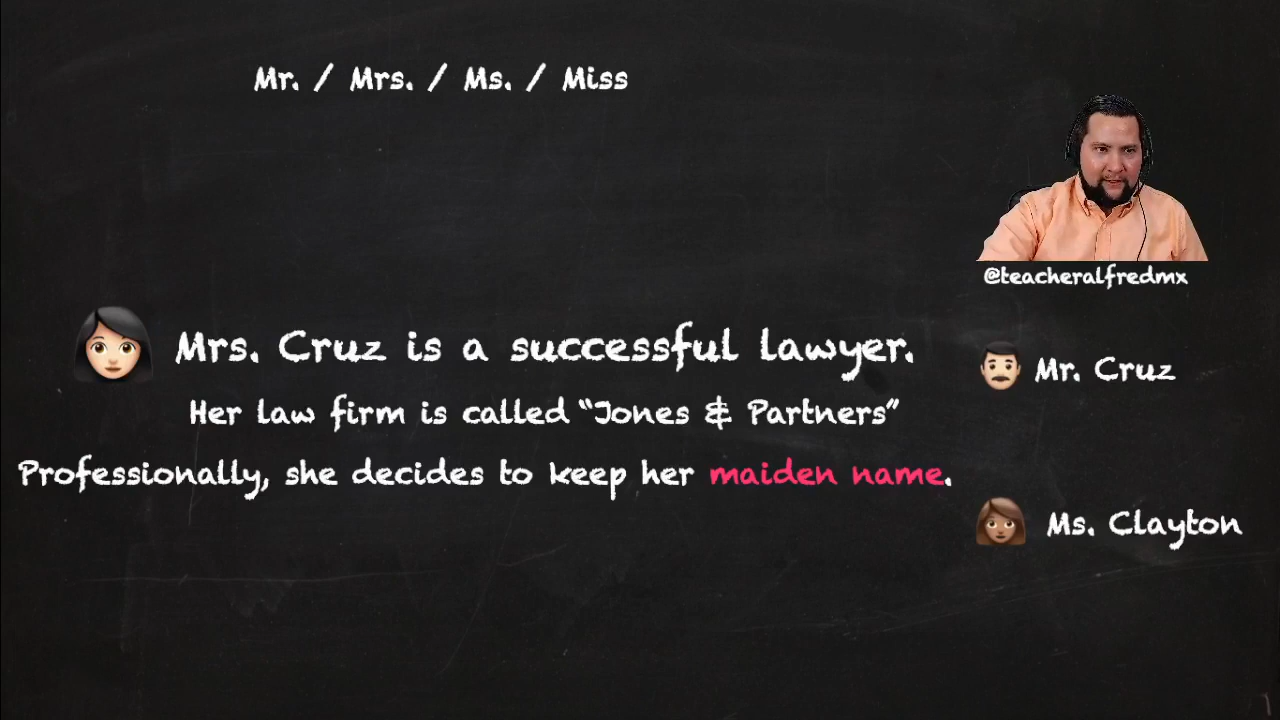 Mr. / Mrs. / Ms. / Miss
@teacheralfredmx
Mrs. Cruz is a successful lawyer.
Mr. Cruz
Her law firm is called “Jones & Partners”
Professionally, she decides to keep her maiden name.
Ms. Clayton